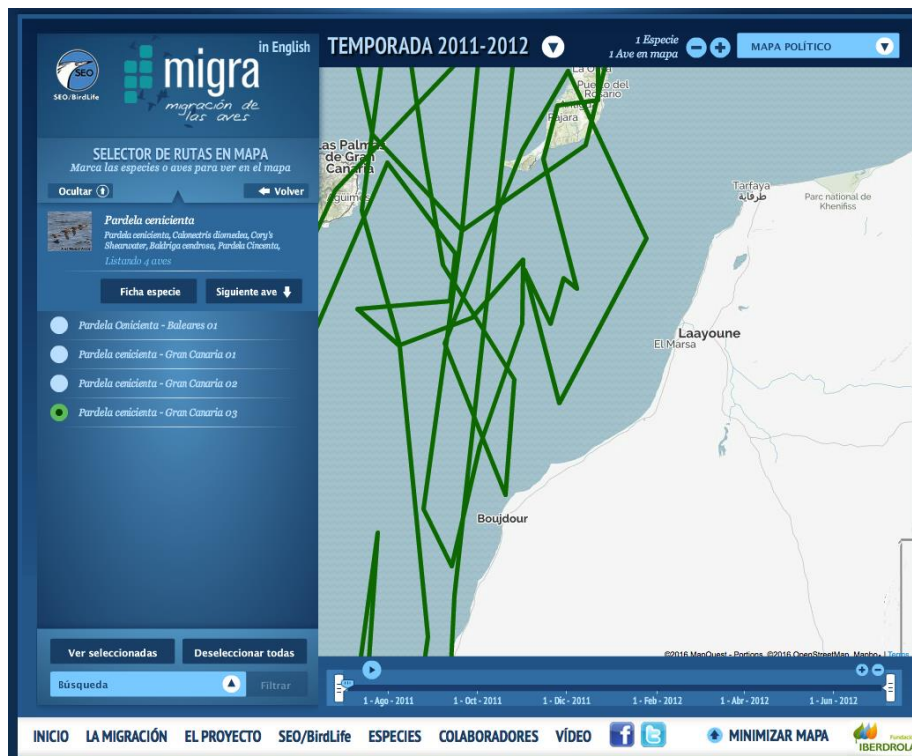 SEO
SEO/BirdLife
in English
migra
migración de
las aves
TEMPORADA 2011-2012
1 Especie
1 Ave en mapa
MAPA POLÍTICO
SELECTOR DE RUTAS EN MAPA
Marca las especies o aves para ver en el mapa
Ocultar
Volver
Pardela cenicienta
Pardela cenicienta, Calonectris diomedea, Cory's
Shearwater, Baldriga cendrosa, Pardela Cincenta,
Listando 4 aves
Ficha especie
Siguiente ave
Pardela Cenicienta - Baleares 01
Pardela cenicienta - Gran Canaria 01
Pardela cenicienta - Gran Canaria 02
Pardela cenicienta - Gran Canaria 03
Ver seleccionadas
Deseleccionar todas
Búsqueda
Filtrar
La
Puerto del
Rosario
Pajara
Las Palmas
de Gran
Canaria
Agüimes
Tarfaya
طرفاية
Parc national de
Khenifiss
Laayoune
El Marsa
Boujdour
©2016 MapQuest - Portions, ©2016 OpenStreetMap, Mapbox | Terms
1 - Ago - 2011
1 - Oct - 2011
1 - Dic - 2011
1 - Feb - 2012
1 - Abr - 2012
1 - Jun - 2012
INICIO
LA MIGRACIÓN
EL PROYECTO
SEO/BirdLife
ESPECIES
COLABORADORES
VÍDEO
MINIMIZAR MAPA
Fundación
IBERDROLA